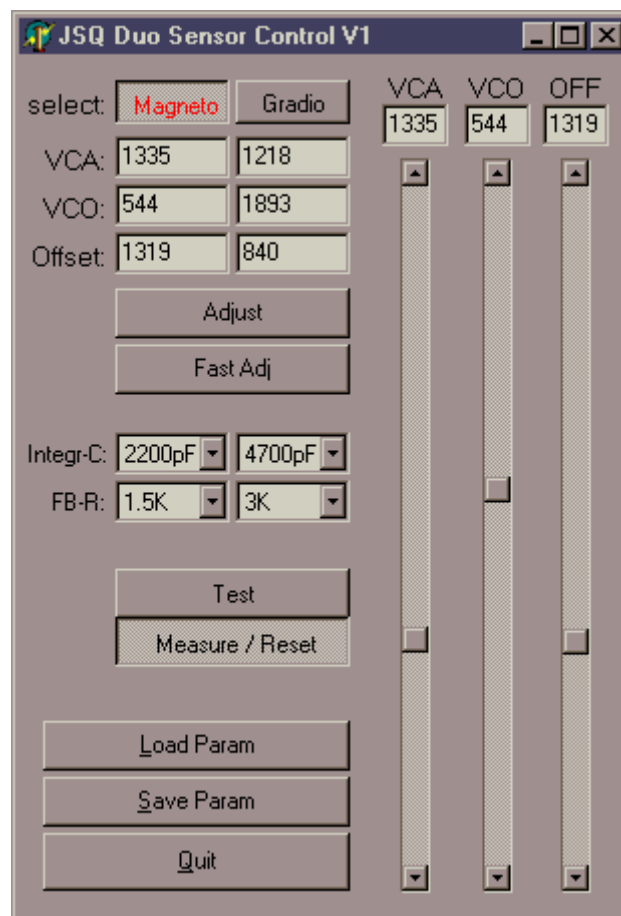 JSQ Duo Sensor Control V1
select: Magneto Gradio
VCA: 1335 1218
VCO: 544 1893
Offset: 1319 840
Adjust
Fast Adj
Integr-C: 2200pF 4700pF
FB-R: 1.5K 3K
Test
Measure / Reset
Load Param
Save Param
Quit
VCA VCO OFF
1335 544 1319